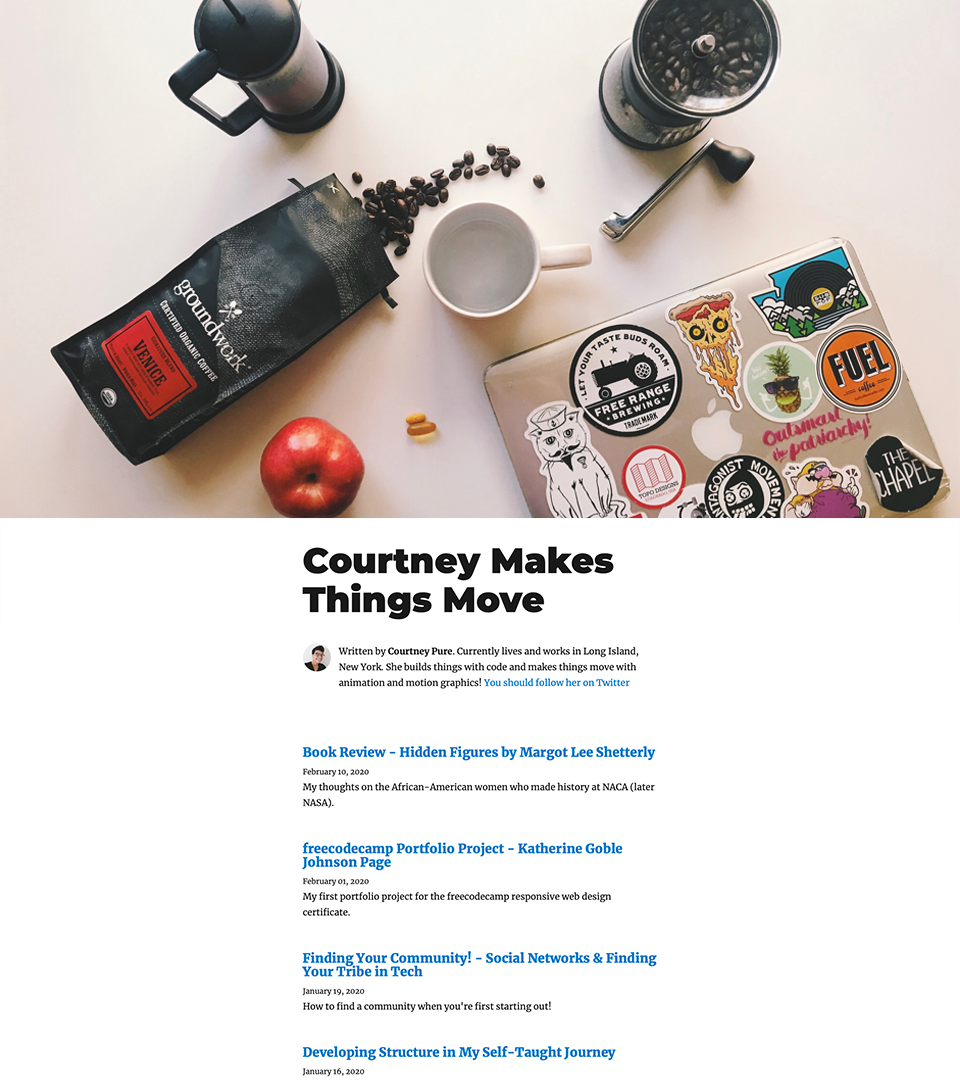 groundwork
CERTIFIED ORGANIC COFFEE
VENICE
LET YOUR TASTE BUDS ROAM
FREE RANGE
BREWING
TRADEMARK
FUEL
coffee
Outsmart
the patriarchy!
TOPO DESIGNS
ANTAGONIST MOVEMENT
THE
CHAPEL
Courtney Makes
Things Move
Written by Courtney Pure. Currently lives and works in Long Island,
New York. She builds things with code and makes things move with
animation and motion graphics! You should follow her on Twitter
Book Review - Hidden Figures by Margot Lee Shetterly
February 10, 2020
My thoughts on the African-American women who made history at NACA (later
NASA).
freecodecamp Portfolio Project - Katherine Goble
Johnson Page
February 01, 2020
My first portfolio project for the freecodecamp responsive web design
certificate.
Finding Your Community! - Social Networks & Finding
Your Tribe in Tech
January 19, 2020
How to find a community when you're first starting out!
Developing Structure in My Self-Taught Journey
January 16, 2020